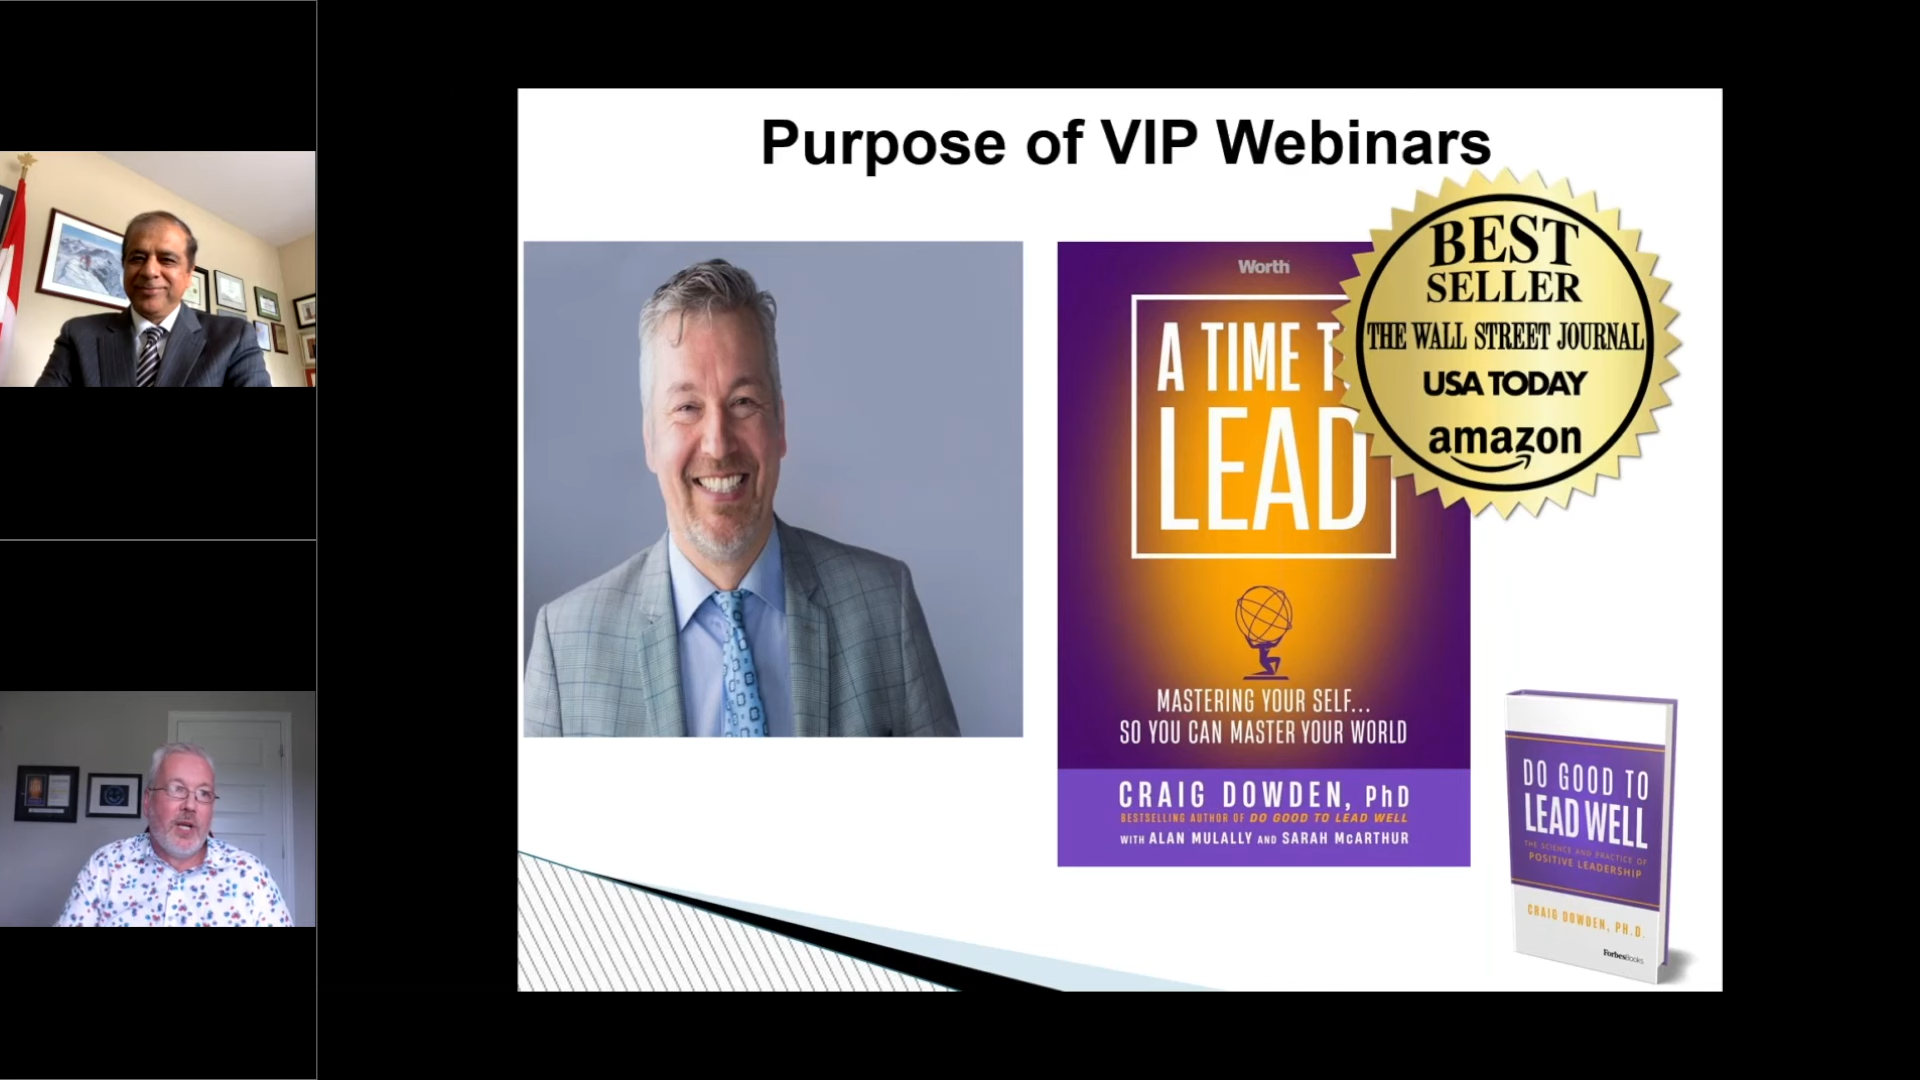 Purpose of VIP Webinars
Worth
A TIME T
LEAD
MASTERING YOUR SELF...
SO YOU CAN MASTER YOUR WORLD
CRAIG DOWDEN, PhD
BESTSELLING AUTHOR OF DO GOOD TO LEAD WELL
WITH ALAN MULALLY AND SARAH McARTHUR
BEST
SELLER
THE WALL STREET JOURNAL
USA TODAY
amazon
DO GOOD TO
LEAD WELL
THE SCIENCE AND PRACTICE OF
POSITIVE LEADERSHIP
CRAIG DOWDEN, PH.D.
ForbesBooks